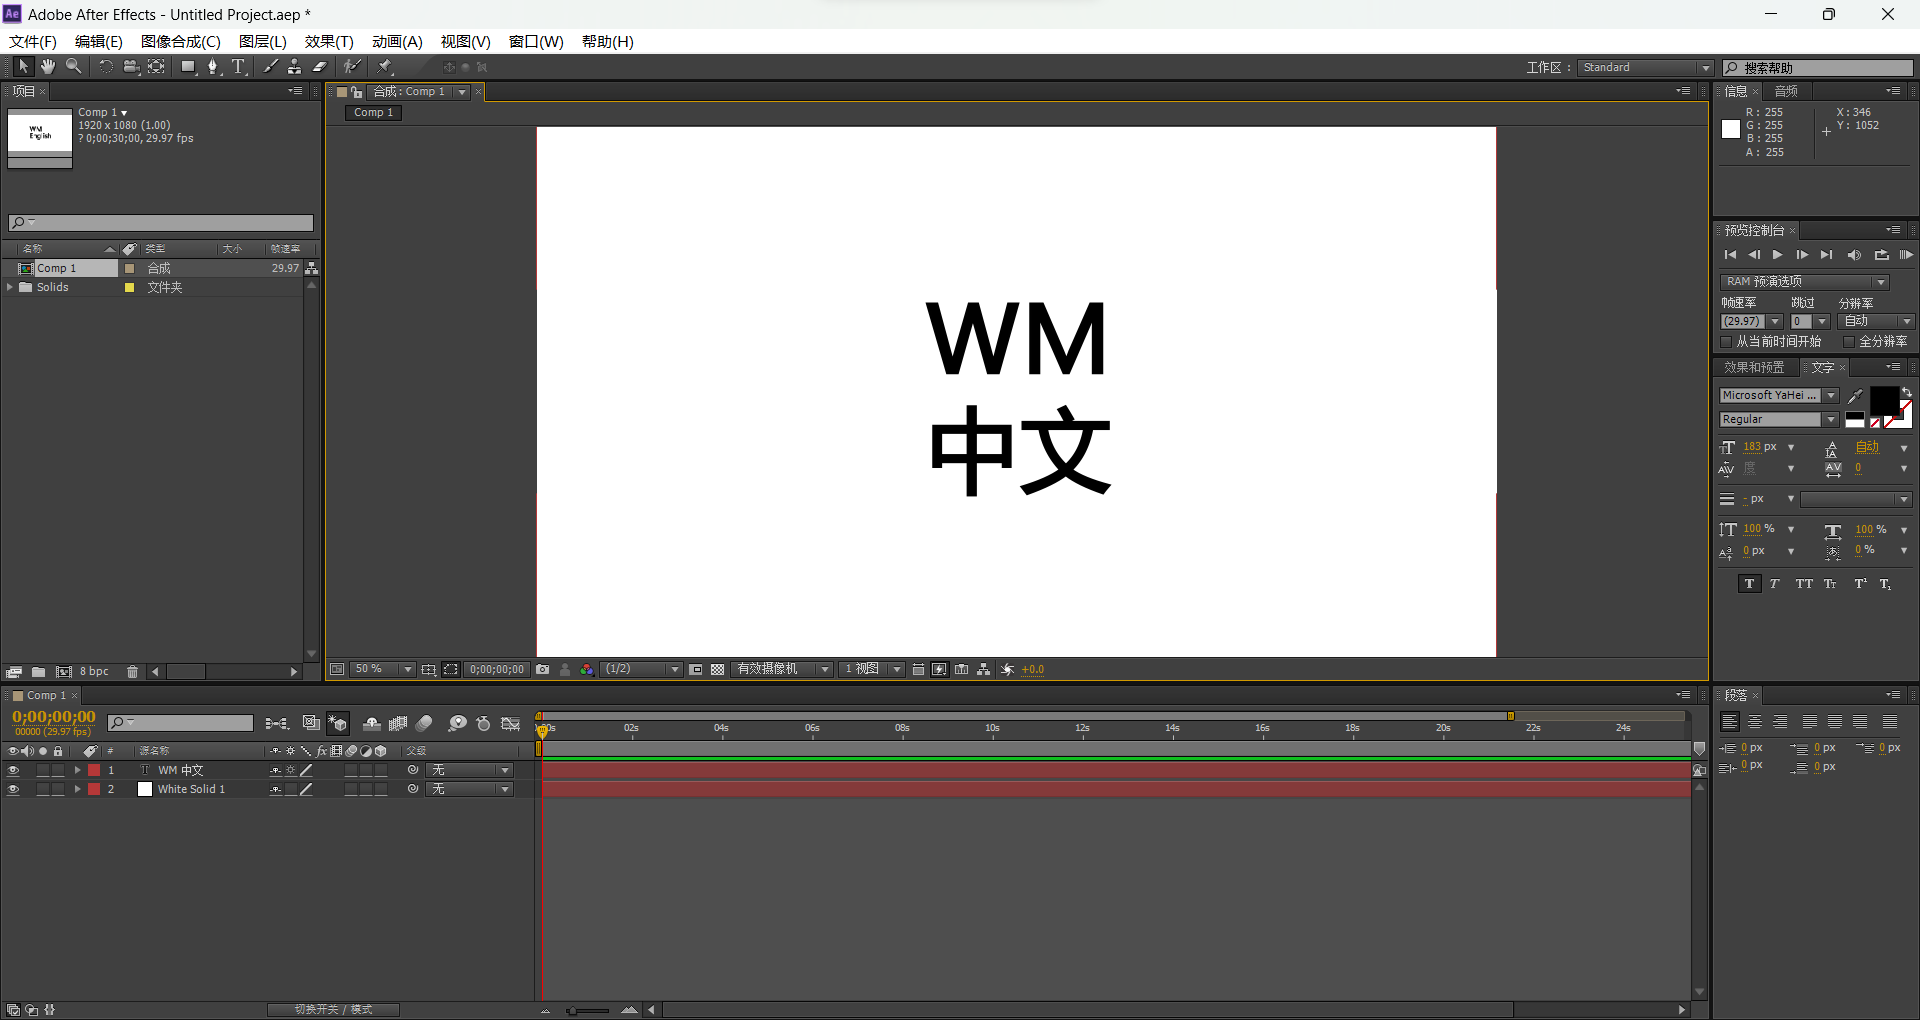 Adobe After Effects - Untitled Project.aep *
文件(F) 编辑(E) 图像合成(C) 图层(L) 效果(T) 动画(A) 视图(V) 窗口(W) 帮助(H)
工作区: Standard 搜索帮助
项目
Comp 1
1920 x 1080 (1.00)
? 0;00;30;00, 29.97 fps
WM
English
名称 类型 大小 帧速率
Comp 1 合成 29.97
Solids 文件夹
8 bpc
合成: Comp 1
Comp 1
WM
中文
50 % 0;00;00;00 (1/2) 有效摄像机 1 视图 +0.0
信息 音频
R: 255 X: 346
G: 255 Y: 1052
B: 255
A: 255
预览控制台
RAM 预演选项
帧速率 跳过 分辨率
(29.97) 0 自动
从当前时间开始 全分辨率
效果和预置 文字
Microsoft YaHei ...
Regular
183 px 自动
度 0
- px
100 % 100 %
0 px 0 %
T T TT Tт T¹ T₁
Comp 1
0;00;00;00
00000 (29.97 fps)
# 源名称 父级
1 WM 中文 无
2 White Solid 1 无
02s 04s 06s 08s 10s 12s 14s 16s 18s 20s 22s 24s
切换开关 / 模式
段落
0 px 0 px 0 px
0 px 0 px